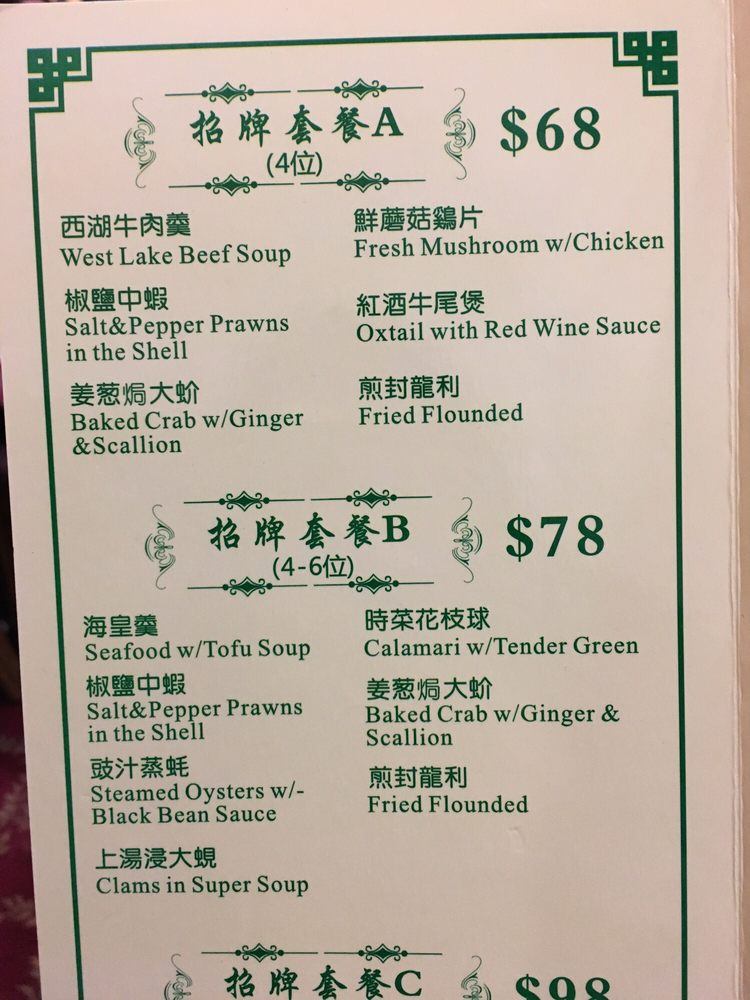 招牌套餐A
(4位)
$68
西湖牛肉羹
West Lake Beef Soup
椒鹽中蝦
Salt&Pepper Prawns
in the Shell
姜葱焗大蚧
Baked Crab w/Ginger
&Scallion
鮮蘑菇鷄片
Fresh Mushroom w/Chicken
紅酒牛尾煲
Oxtail with Red Wine Sauce
煎封龍利
Fried Flounded
招牌套餐B
(4-6位)
$78
海皇羹
Seafood w/Tofu Soup
椒鹽中蝦
Salt&Pepper Prawns
in the Shell
豉汁蒸蚝
Steamed Oysters w/-
Black Bean Sauce
上湯浸大蜆
Clams in Super Soup
時菜花枝球
Calamari w/Tender Green
姜葱焗大蚧
Baked Crab w/Ginger &
Scallion
煎封龍利
Fried Flounded
招牌套餐C
$98